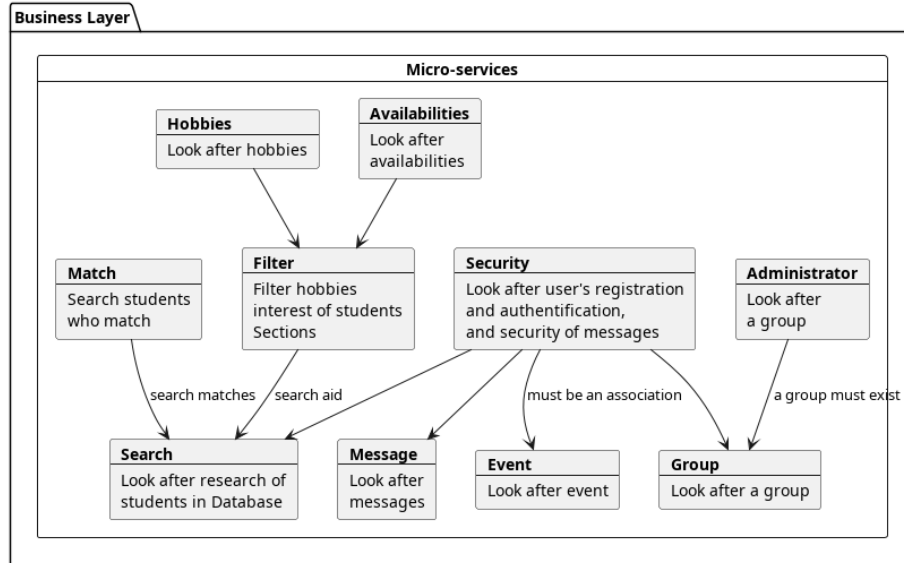 Business Layer
Micro-services
Hobbies
Look after hobbies
Availabilities
Look after
availabilities
Match
Search students
who match
Filter
Filter hobbies
interest of students
Sections
Security
Look after user's registration
and authentification,
and security of messages
Administrator
Look after
a group
search matches
search aid
must be an association
a group must exist
Search
Look after research of
students in Database
Message
Look after
messages
Event
Look after event
Group
Look after a group